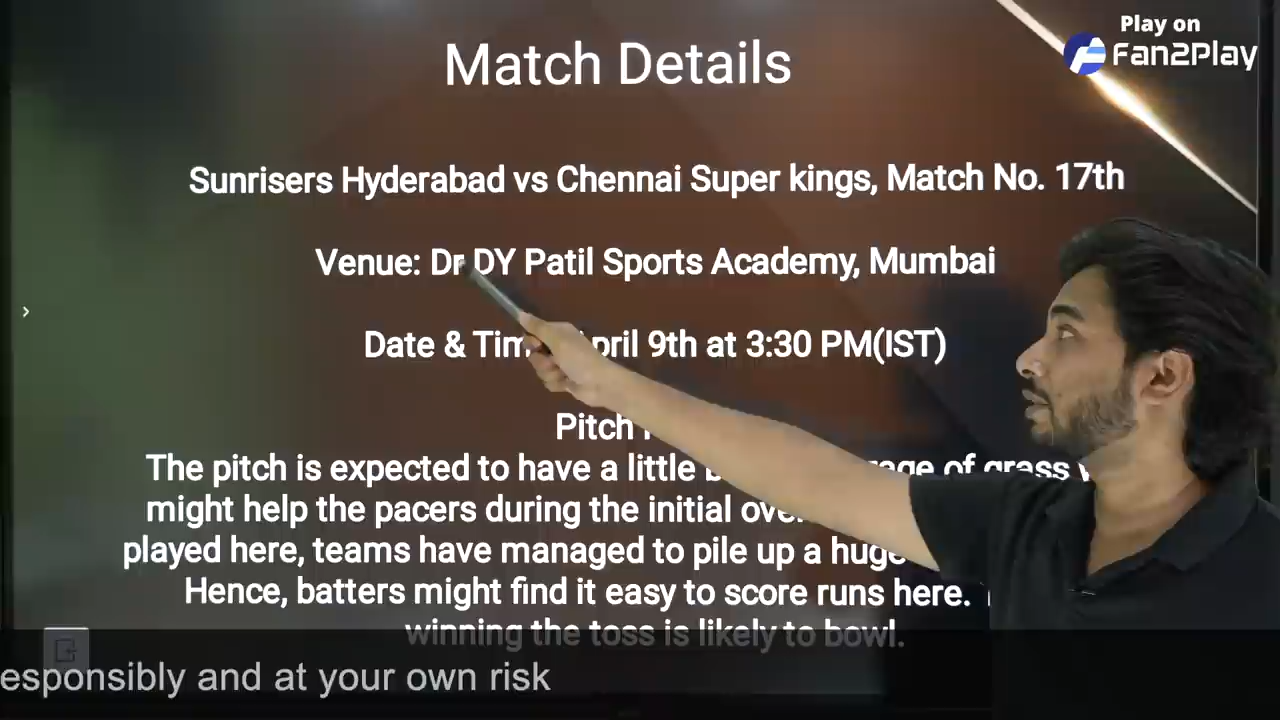 Play on
Fan2Play
Match Details
Sunrisers Hyderabad vs Chennai Super kings, Match No. 17th
Venue: Dr DY Patil Sports Academy, Mumbai
Date & Tim April 9th at 3:30 PM(IST)
Pitch
The pitch is expected to have a little of grass
might help the pacers during the initial
played here, teams have managed to pile up a huge
Hence, batters might find it easy to score runs here.
winning the toss is likely to bowl.
esponsibly and at your own risk